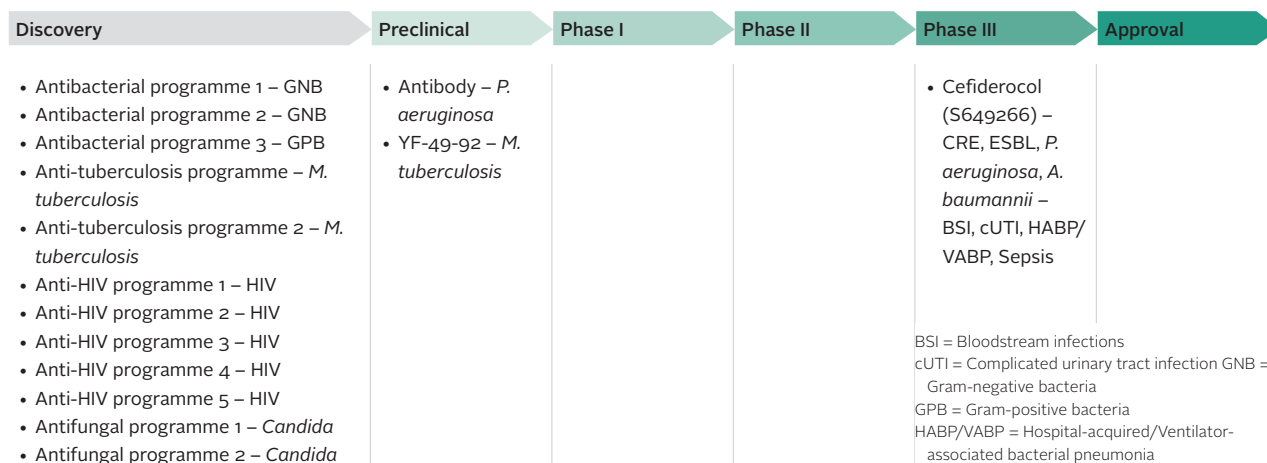 Discovery
Preclinical
Phase I
Phase II
Phase III
Approval
• Antibacterial programme 1 – GNB
• Antibacterial programme 2 – GNB
• Antibacterial programme 3 – GPB
• Anti-tuberculosis programme – M.
tuberculosis
• Anti-tuberculosis programme 2 – M.
tuberculosis
• Anti-HIV programme 1 – HIV
• Anti-HIV programme 2 – HIV
• Anti-HIV programme 3 – HIV
• Anti-HIV programme 4 – HIV
• Anti-HIV programme 5 – HIV
• Antifungal programme 1 – Candida
• Antifungal programme 2 – Candida
• Antibody – P.
aeruginosa
• YF-49-92 – M.
tuberculosis
• Cefiderocol
(S649266) –
CRE, ESBL, P.
aeruginosa, A.
baumannii –
BSI, cUTI, HABP/
VABP, Sepsis
BSI = Bloodstream infections
cUTI = Complicated urinary tract infection GNB =
Gram-negative bacteria
GPB = Gram-positive bacteria
HABP/VABP = Hospital-acquired/Ventilator-
associated bacterial pneumonia